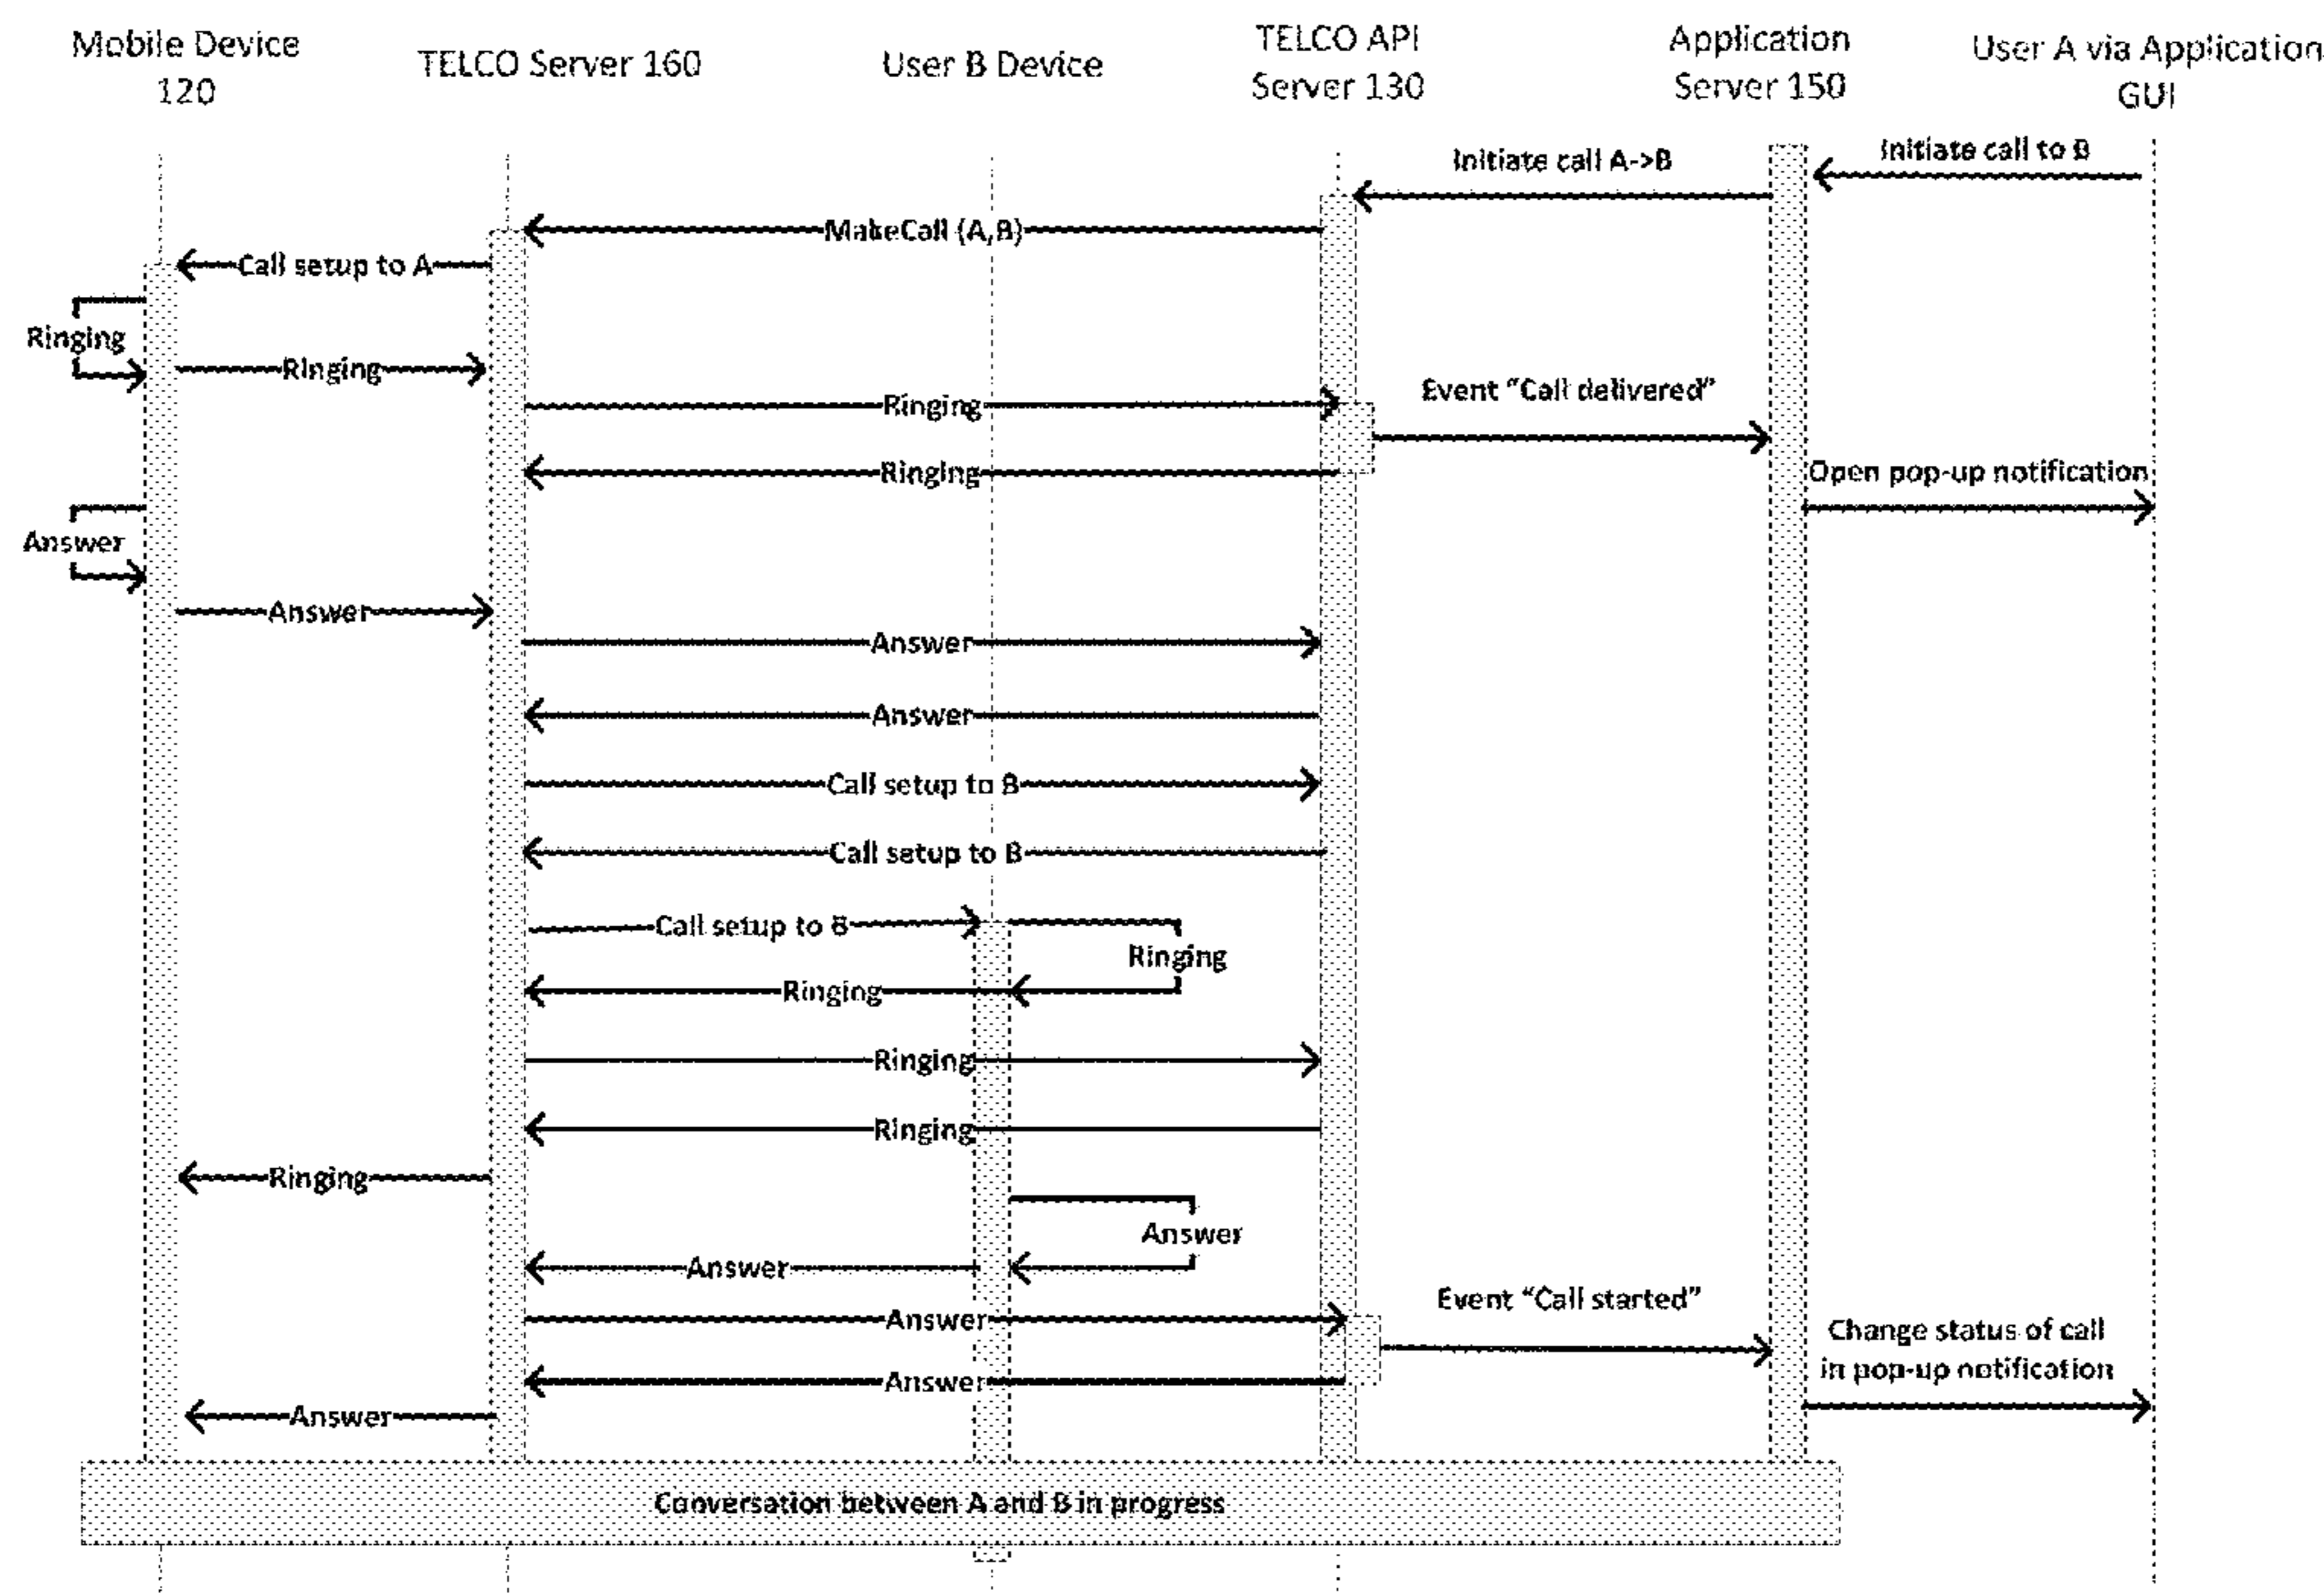 Mobile Device
120
TELCO Server 160
User B Device
TELCO API
Server 130
Application
Server 150
User A via Application
GUI
Initiate call to B
Initiate call A->B
MakeCall (A,B)
Call setup to A
Ringing
Ringing
Ringing
Event “Call delivered”
Ringing
Open pop-up notification
Answer
Answer
Answer
Answer
Call setup to B
Call setup to B
Call setup to B
Ringing
Ringing
Ringing
Ringing
Ringing
Answer
Answer
Event “Call started”
Answer
Change status of call
in pop-up notification
Answer
Answer
Conversation between A and B in progress